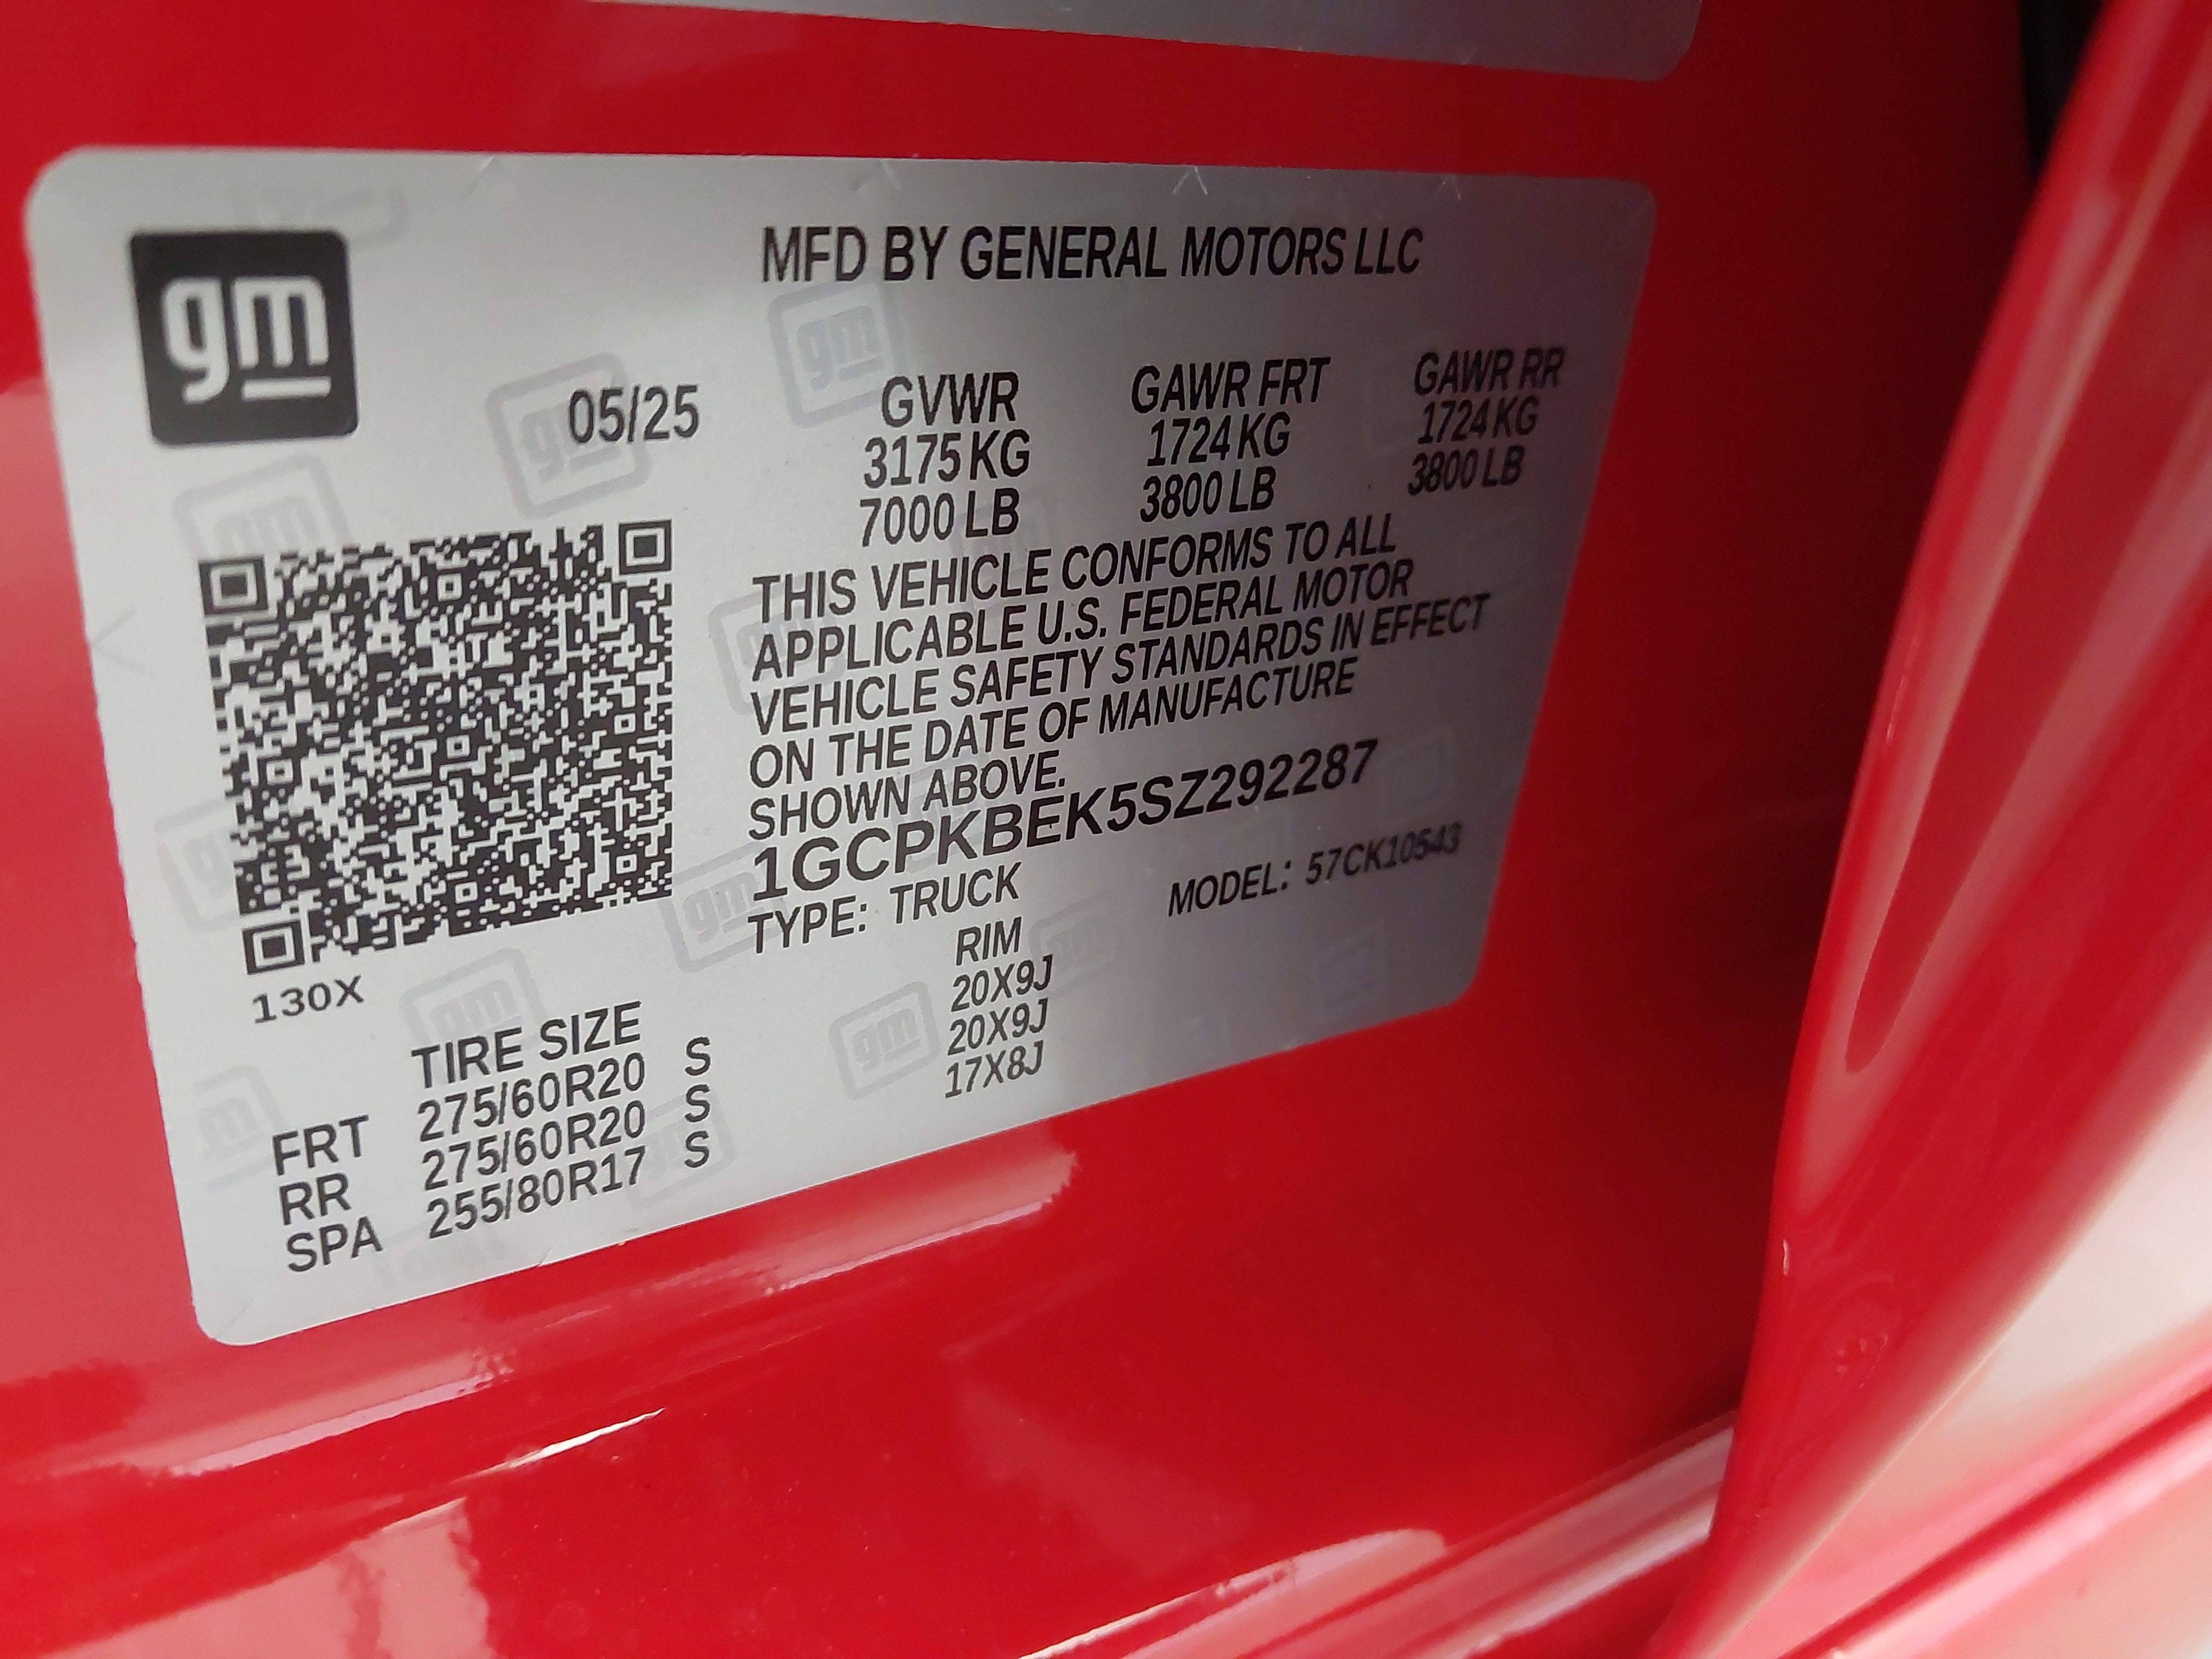 gm
MFD BY GENERAL MOTORS LLC
05/25
GVWR GAWR FRT GAWR RR
3175 KG 1724 KG 1724 KG
7000 LB 3800 LB 3800 LB
THIS VEHICLE CONFORMS TO ALL
APPLICABLE U.S. FEDERAL MOTOR
VEHICLE SAFETY STANDARDS IN EFFECT
ON THE DATE OF MANUFACTURE
SHOWN ABOVE.
1GCPKBEK5SZ292287
TYPE: TRUCK MODEL: 57CK10543
130X
TIRE SIZE RIM
FRT 275/60R20 S 20X9J
RR 275/60R20 S 20X9J
SPA 255/80R17 S 17X8J